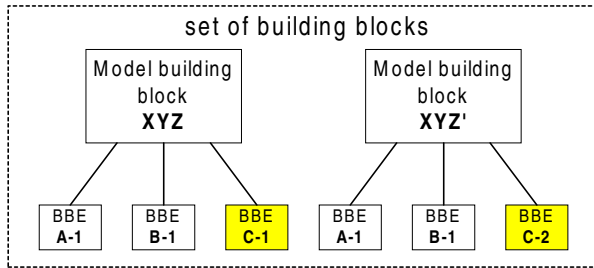 set of building blocks
Model building
block
XYZ
Model building
block
XYZ'
BBE
A-1
BBE
B-1
BBE
C-1
BBE
A-1
BBE
B-1
BBE
C-2